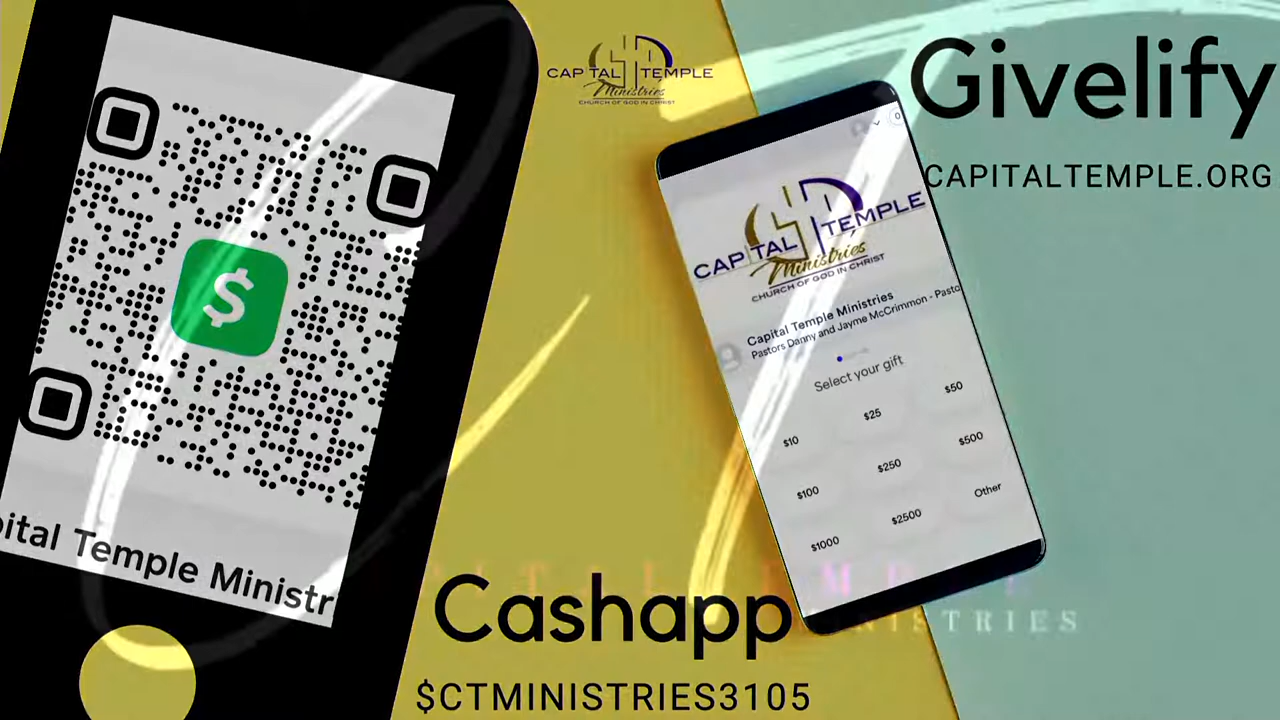 $
pital Temple Ministr
CAPITAL TEMPLE
Ministries
CHURCH OF GOD IN CHRIST
Givelify
CAPITALTEMPLE.ORG
CAPITAL TEMPLE
Ministries
CHURCH OF GOD IN CHRIST
Capital Temple Ministries
Pastors Danny and Jayme McCrimmon - Pasto
Select your gift
$10
$25
$50
$100
$250
$500
$1000
$2500
Other
Cashapp
$CTMINISTRIES3105